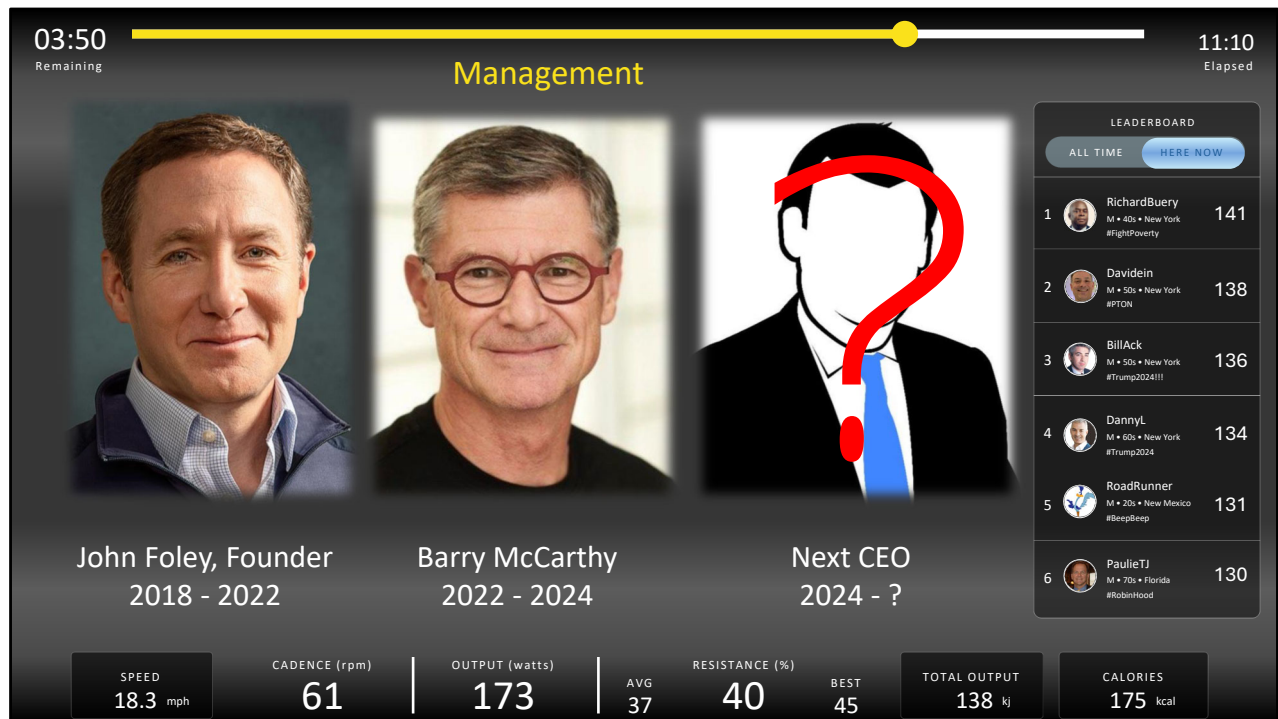 03:50
Remaining
11:10
Elapsed
Management
John Foley, Founder
2018 - 2022
Barry McCarthy
2022 - 2024
Next CEO
2024 - ?
?
LEADERBOARD
ALL TIME
HERE NOW
1
RichardBuery
M • 40s • New York
#FightPoverty
141
2
Davidein
M • 50s • New York
#PTON
138
3
BillAck
M • 50s • New York
#Trump2024!!!
136
4
DannyL
M • 60s • New York
#Trump2024
134
5
RoadRunner
M • 20s • New Mexico
#BeepBeep
131
6
PaulieTJ
M • 70s • Florida
#RobinHood
130
SPEED
18.3 mph
CADENCE (rpm)
61
OUTPUT (watts)
173
RESISTANCE (%)
AVG
37
40
BEST
45
TOTAL OUTPUT
138 kj
CALORIES
175 kcal